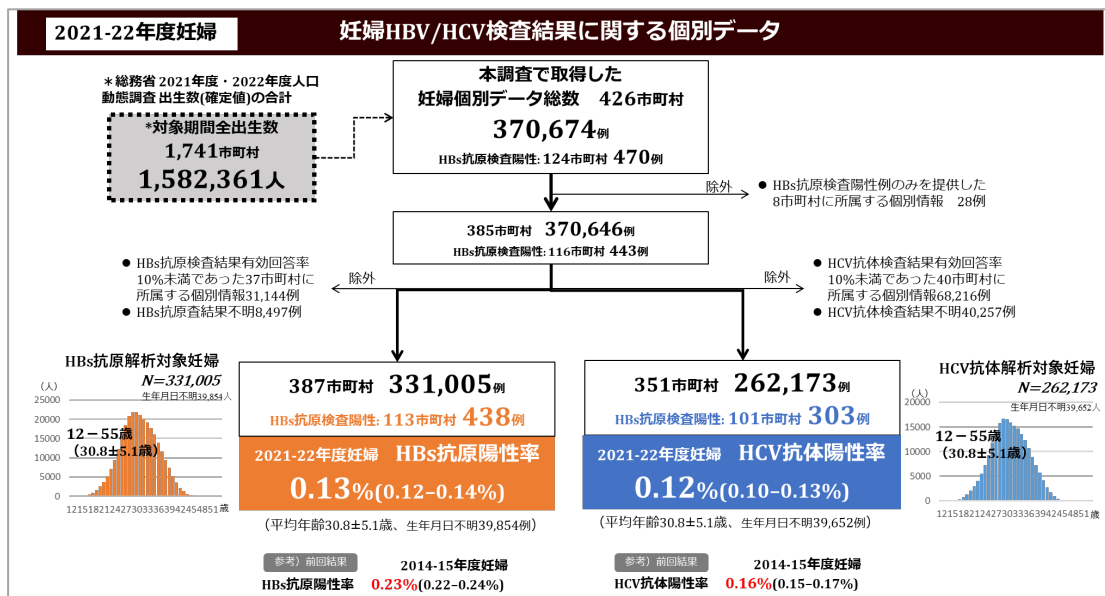 2021-22年度妊婦
妊婦HBV/HCV検査結果に関する個別データ
＊総務省 2021年度・2022年度人口
動態調査 出生数(確定値)の合計
*対象期間全出生数
1,741市町村
1,582,361人
本調査で取得した
妊婦個別データ総数 426市町村
370,674例
HBs抗原検査陽性: 124市町村 470例
除外
● HBs抗原検査陽性例のみを提供した
8市町村に所属する個別情報 28例
385市町村 370,646例
HBs抗原検査陽性: 116市町村 443例
● HBs抗原検査結果有効回答率
10%未満であった37市町村に
所属する個別情報31,144例
● HBs抗原査結果不明8,497例
除外
除外
● HCV抗体検査結果有効回答率
10%未満であった40市町村に
所属する個別情報68,216例
● HCV抗体検査結果不明40,257例
HBs抗原解析対象妊婦
N=331,005
生年月日不明39,854人
（人）
25000
20000
15000
10000
5000
0
12－55歳
（30.8±5.1歳）
1215182124273033363942454851歳
387市町村 331,005例
HBs抗原検査陽性: 113市町村 438例
2021-22年度妊婦 HBs抗原陽性率
0.13%(0.12–0.14%)
（平均年齢30.8±5.1歳、生年月日不明39,854例）
参考）前回結果
2014-15年度妊婦
HBs抗原陽性率 0.23%(0.22–0.24%)
351市町村 262,173例
HBs抗原検査陽性: 101市町村 303例
2021-22年度妊婦 HCV抗体陽性率
0.12%(0.10–0.13%)
（平均年齢30.8±5.1歳、生年月日不明39,652例）
参考）前回結果
2014-15年度妊婦
HCV抗体陽性率 0.16%(0.15–0.17%)
HCV抗体解析対象妊婦
N=262,173
生年月日不明39,652人
（人）
20000
15000
10000
5000
0
12－55歳
（30.8±5.1歳）
1215182124273033363942454851歳